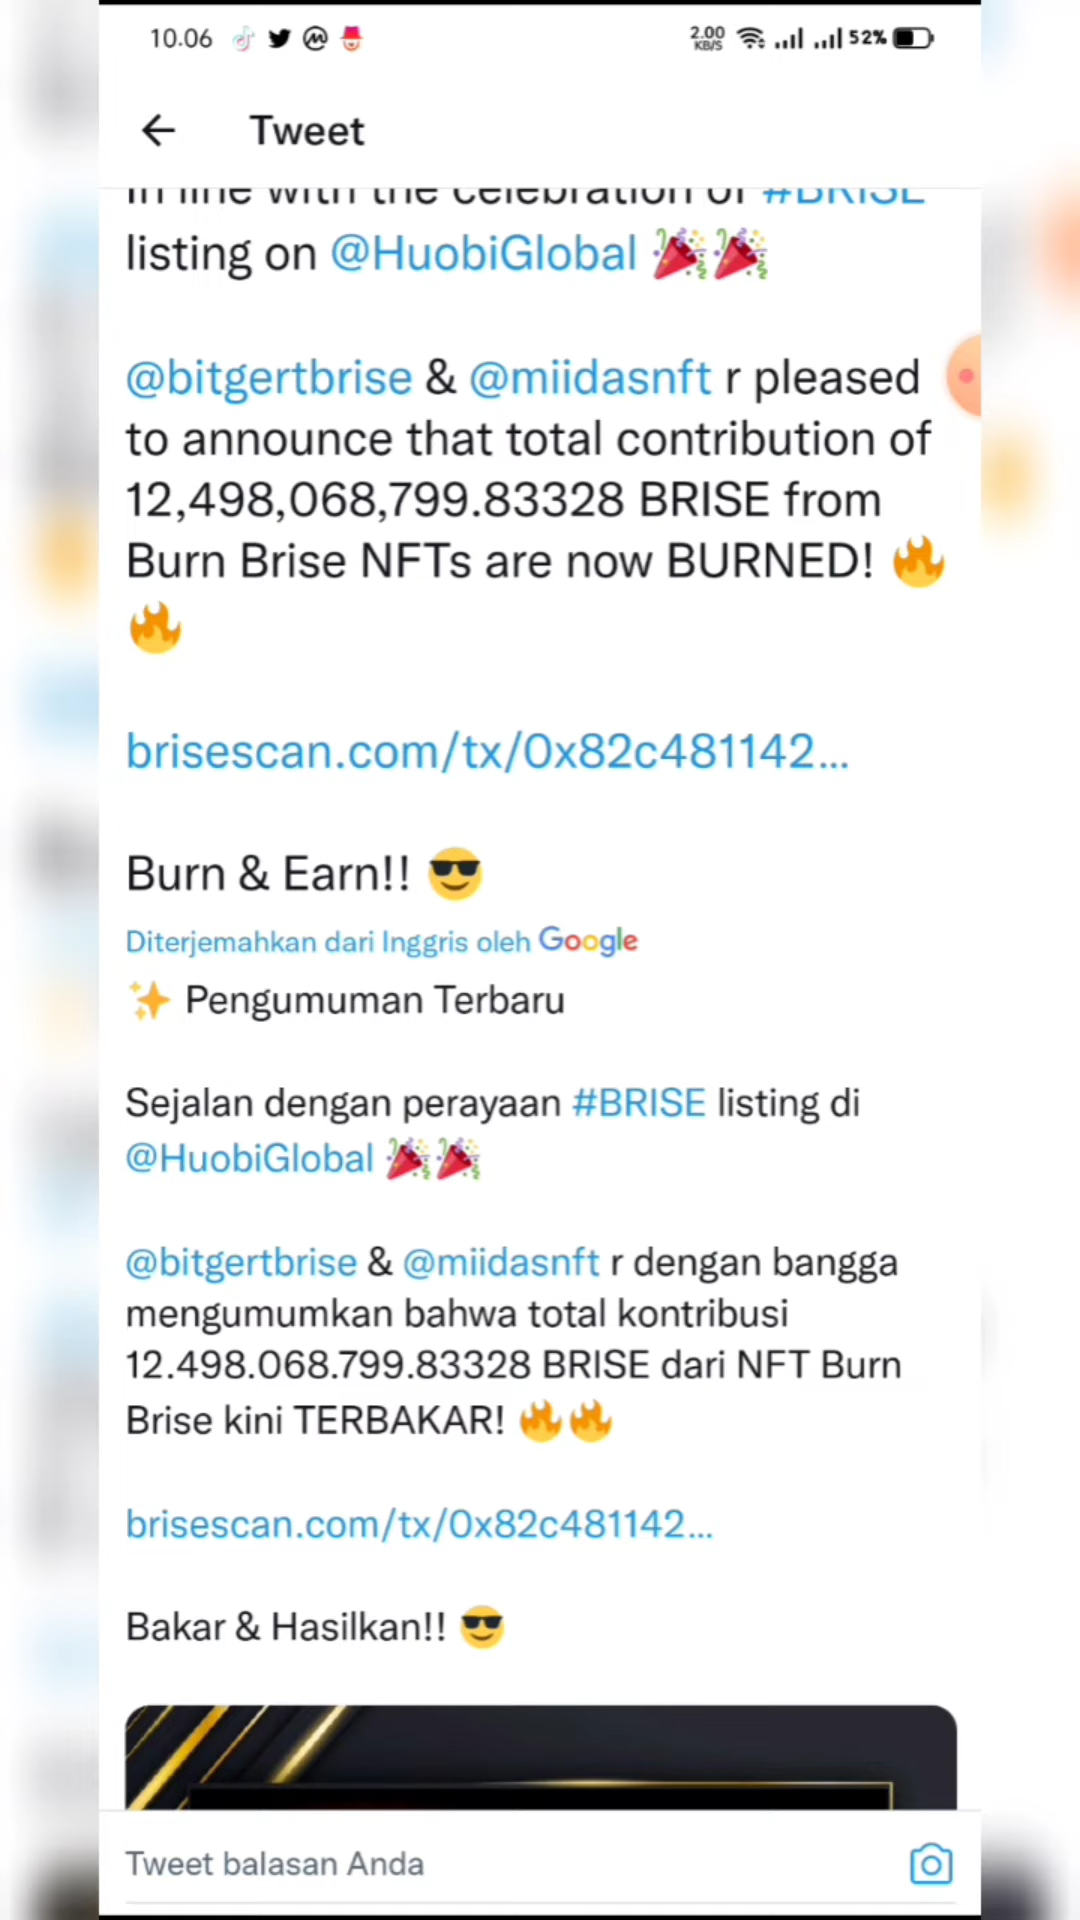 10.06
2.00
KB/S
52%
Tweet
In line with the celebration of #BRISE
listing on @HuobiGlobal 🎉🎉
@bitgertbrise & @miidasnft r pleased
to announce that total contribution of
12,498,068,799.83328 BRISE from
Burn Brise NFTs are now BURNED! 🔥
🔥
brisescan.com/tx/0x82c481142...
Burn & Earn!! 😎
Diterjemahkan dari Inggris oleh Google
✨ Pengumuman Terbaru
Sejalan dengan perayaan #BRISE listing di
@HuobiGlobal 🎉🎉
@bitgertbrise & @miidasnft r dengan bangga
mengumumkan bahwa total kontribusi
12.498.068.799.83328 BRISE dari NFT Burn
Brise kini TERBAKAR! 🔥🔥
brisescan.com/tx/0x82c481142...
Bakar & Hasilkan!! 😎
Tweet balasan Anda